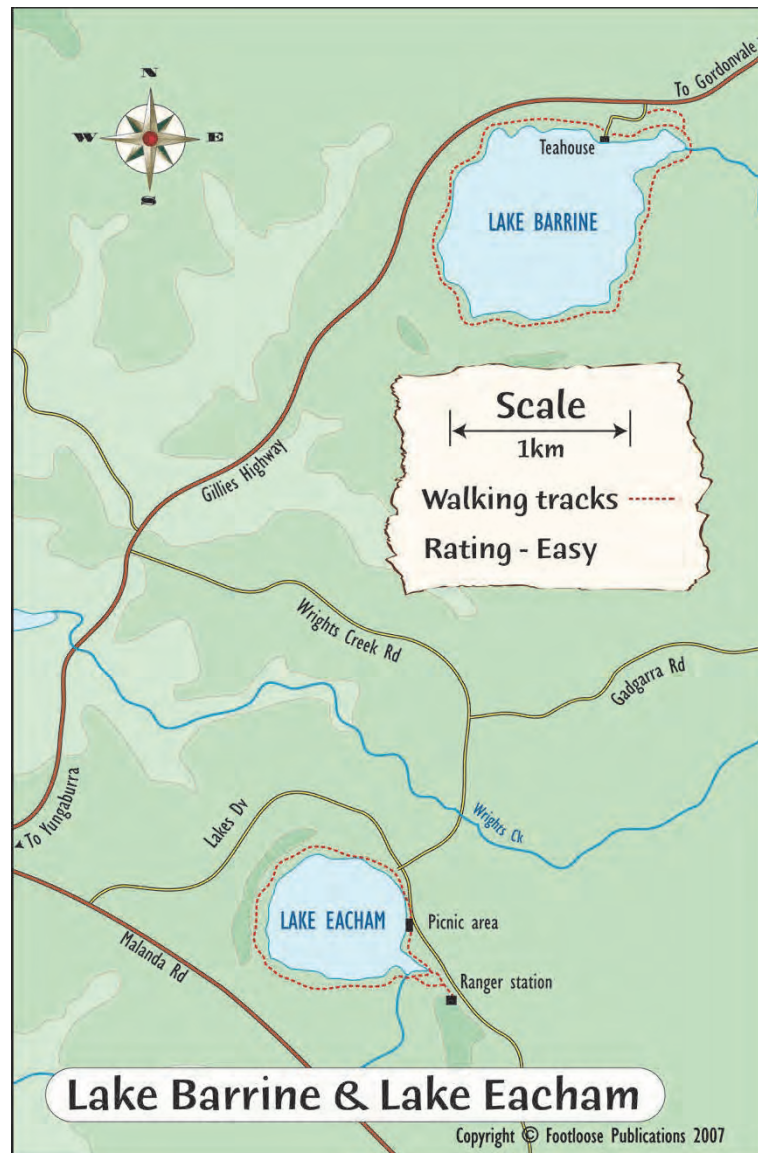 N
W
E
S
To Gordonvale
Teahouse
LAKE BARRINE
Scale
1km
Walking tracks
Rating - Easy
Gillies Highway
Wrights Creek Rd
Gadgarra Rd
To Yungaburra
Lakes Dv
Wrights Ck
LAKE EACHAM
Picnic area
Malanda Rd
Ranger station
Lake Barrine & Lake Eacham
Copyright © Footloose Publications 2007